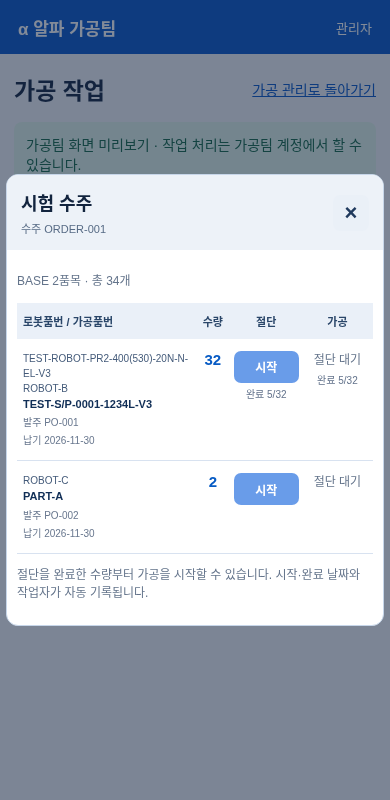 α 알파 가공팀
관리자
가공 작업
가공 관리로 돌아가기
가공팀 화면 미리보기 · 작업 처리는 가공팀 계정에서 할 수
있습니다.
시험 수주
수주 ORDER-001
×
BASE 2품목 · 총 34개
로봇품번 / 가공품번 수량 절단 가공
TEST-ROBOT-PR2-400(530)-20N-N-
EL-V3
ROBOT-B
TEST-S/P-0001-1234L-V3
발주 PO-001
납기 2026-11-30
32
시작
완료 5/32
절단 대기
완료 5/32
ROBOT-C
PART-A
발주 PO-002
납기 2026-11-30
2
시작
절단 대기
절단을 완료한 수량부터 가공을 시작할 수 있습니다. 시작·완료 날짜와
작업자가 자동 기록됩니다.